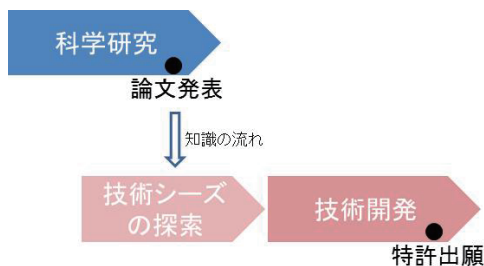 科学研究
論文発表
知識の流れ
技術シーズ
の探索
技術開発
特許出願